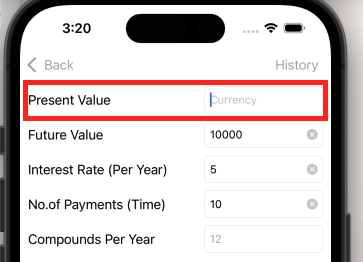 3:20
Back History
Present Value Currency
Future Value 10000
Interest Rate (Per Year) 5
No.of Payments (Time) 10
Compounds Per Year 12